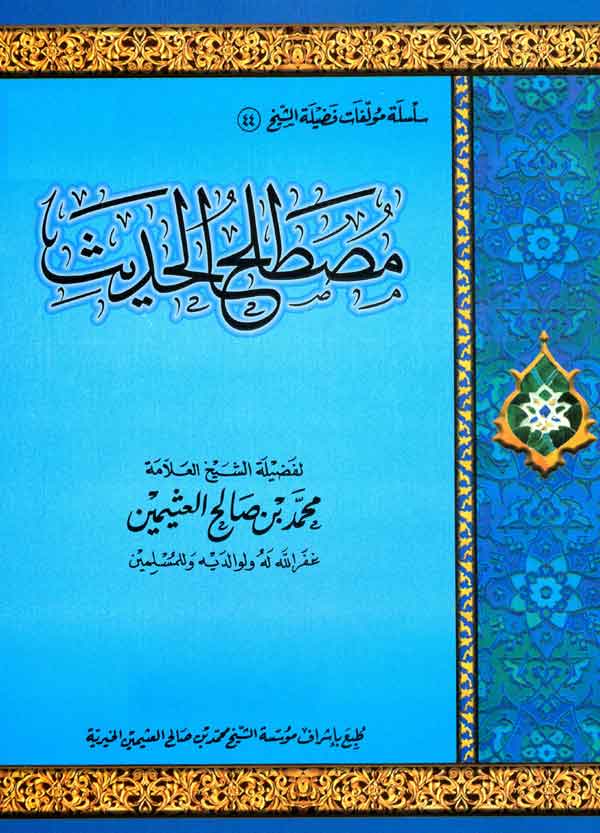 سلسلة مؤلفات فضيلة الشيخ (٤٤)
مصطلح الحديث
لفضيلة الشيخ العلامة
محمد بن صالح العثيمين
غفر الله له ولوالديه وللمسلمين
طبع بإشراف مؤسسة الشيخ محمد بن صالح العثيمين الخيرية